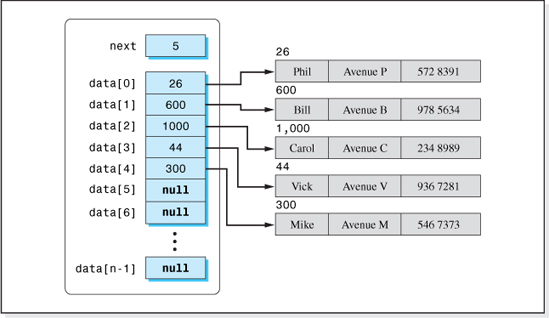 next 5
26
data[0] 26 Phil Avenue P 572 8391
600
data[1] 600 Bill Avenue B 978 5634
1,000
data[2] 1000 Carol Avenue C 234 8989
44
data[3] 44 Vick Avenue V 936 7281
300
data[4] 300 Mike Avenue M 546 7373
data[5] null
data[6] null
data[n-1] null